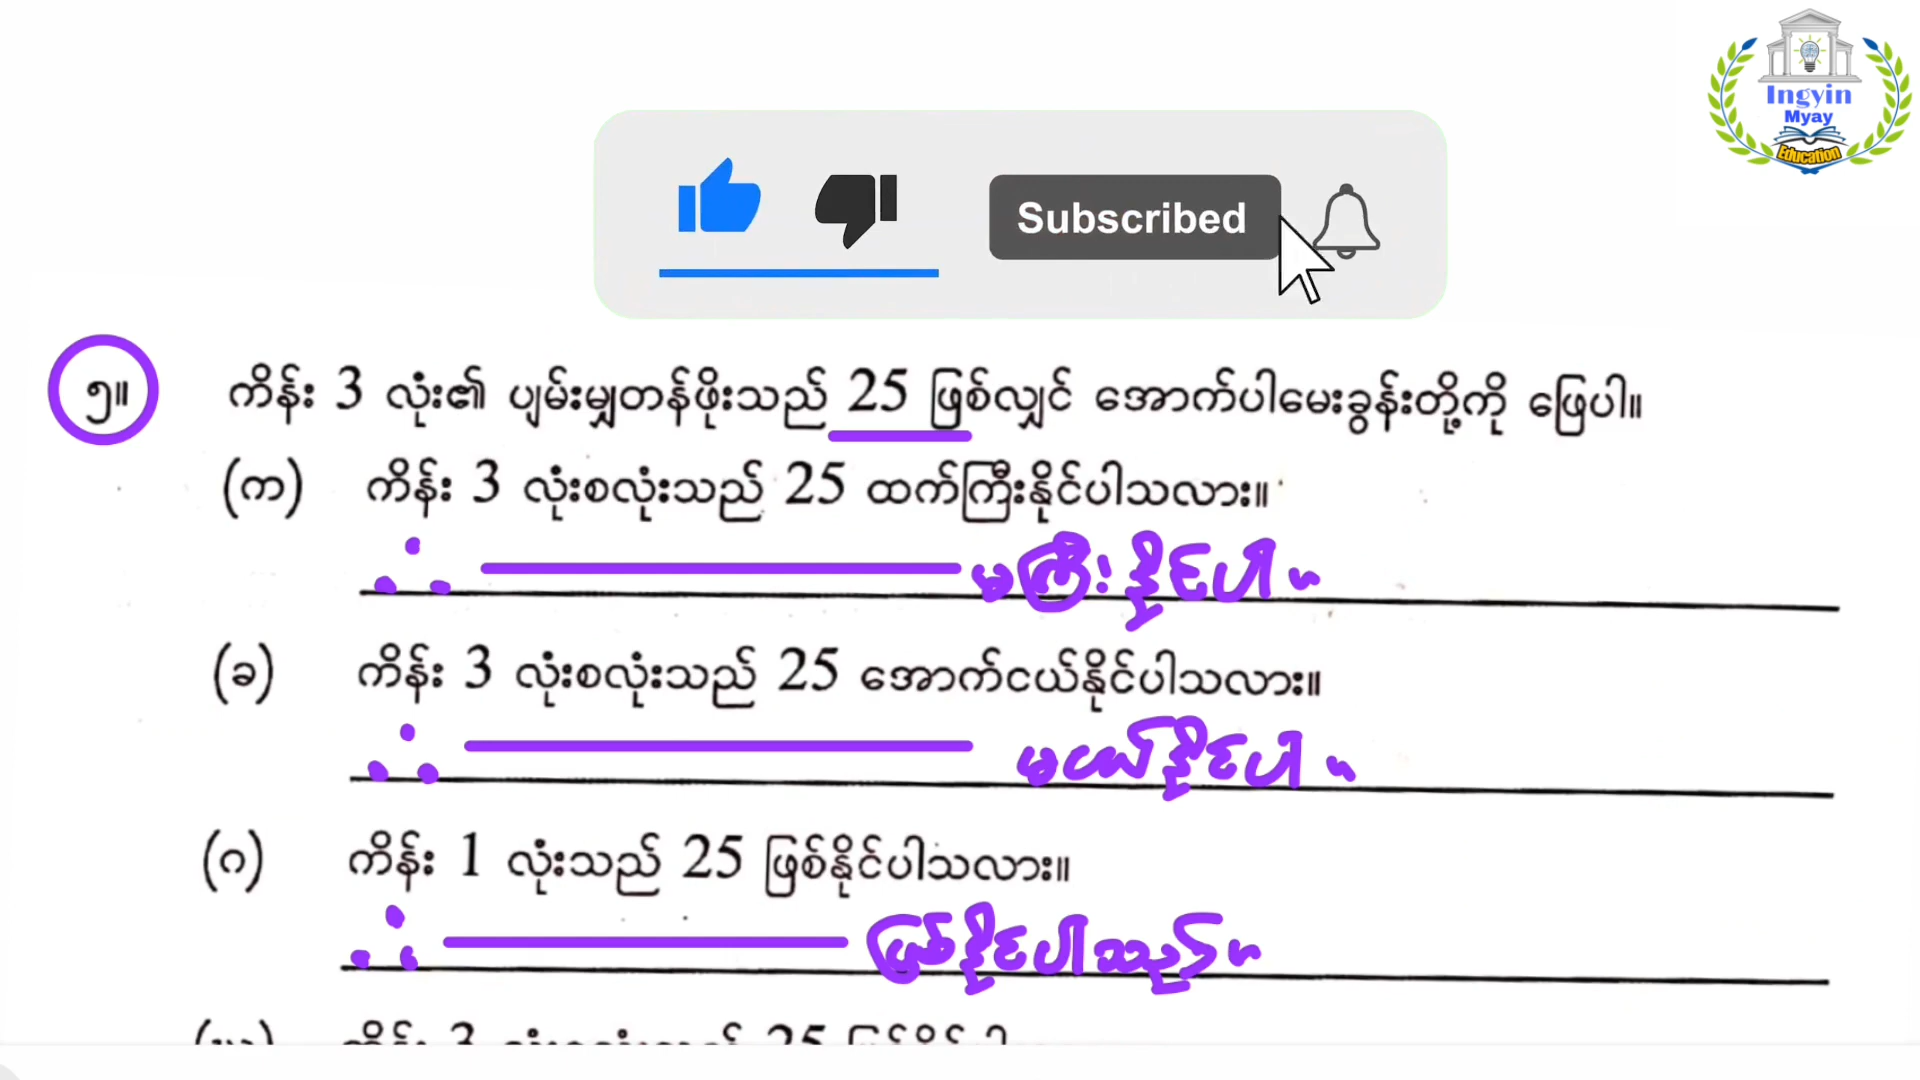 Ingyin
Myay
Education
Subscribed
၅။ ကိန်း 3 လုံး၏ ပျမ်းမျှတန်ဖိုးသည် 25 ဖြစ်လျှင် အောက်ပါမေးခွန်းတို့ကို ဖြေပါ။
(က) ကိန်း 3 လုံးစလုံးသည် 25 ထက်ကြီးနိုင်ပါသလား။
∴ မကြီးနိုင်ပါ။
(ခ) ကိန်း 3 လုံးစလုံးသည် 25 အောက်ငယ်နိုင်ပါသလား။
∴ မငယ်နိုင်ပါ။
(ဂ) ကိန်း 1 လုံးသည် 25 ဖြစ်နိုင်ပါသလား။
∴ ဖြစ်နိုင်ပါသည်။